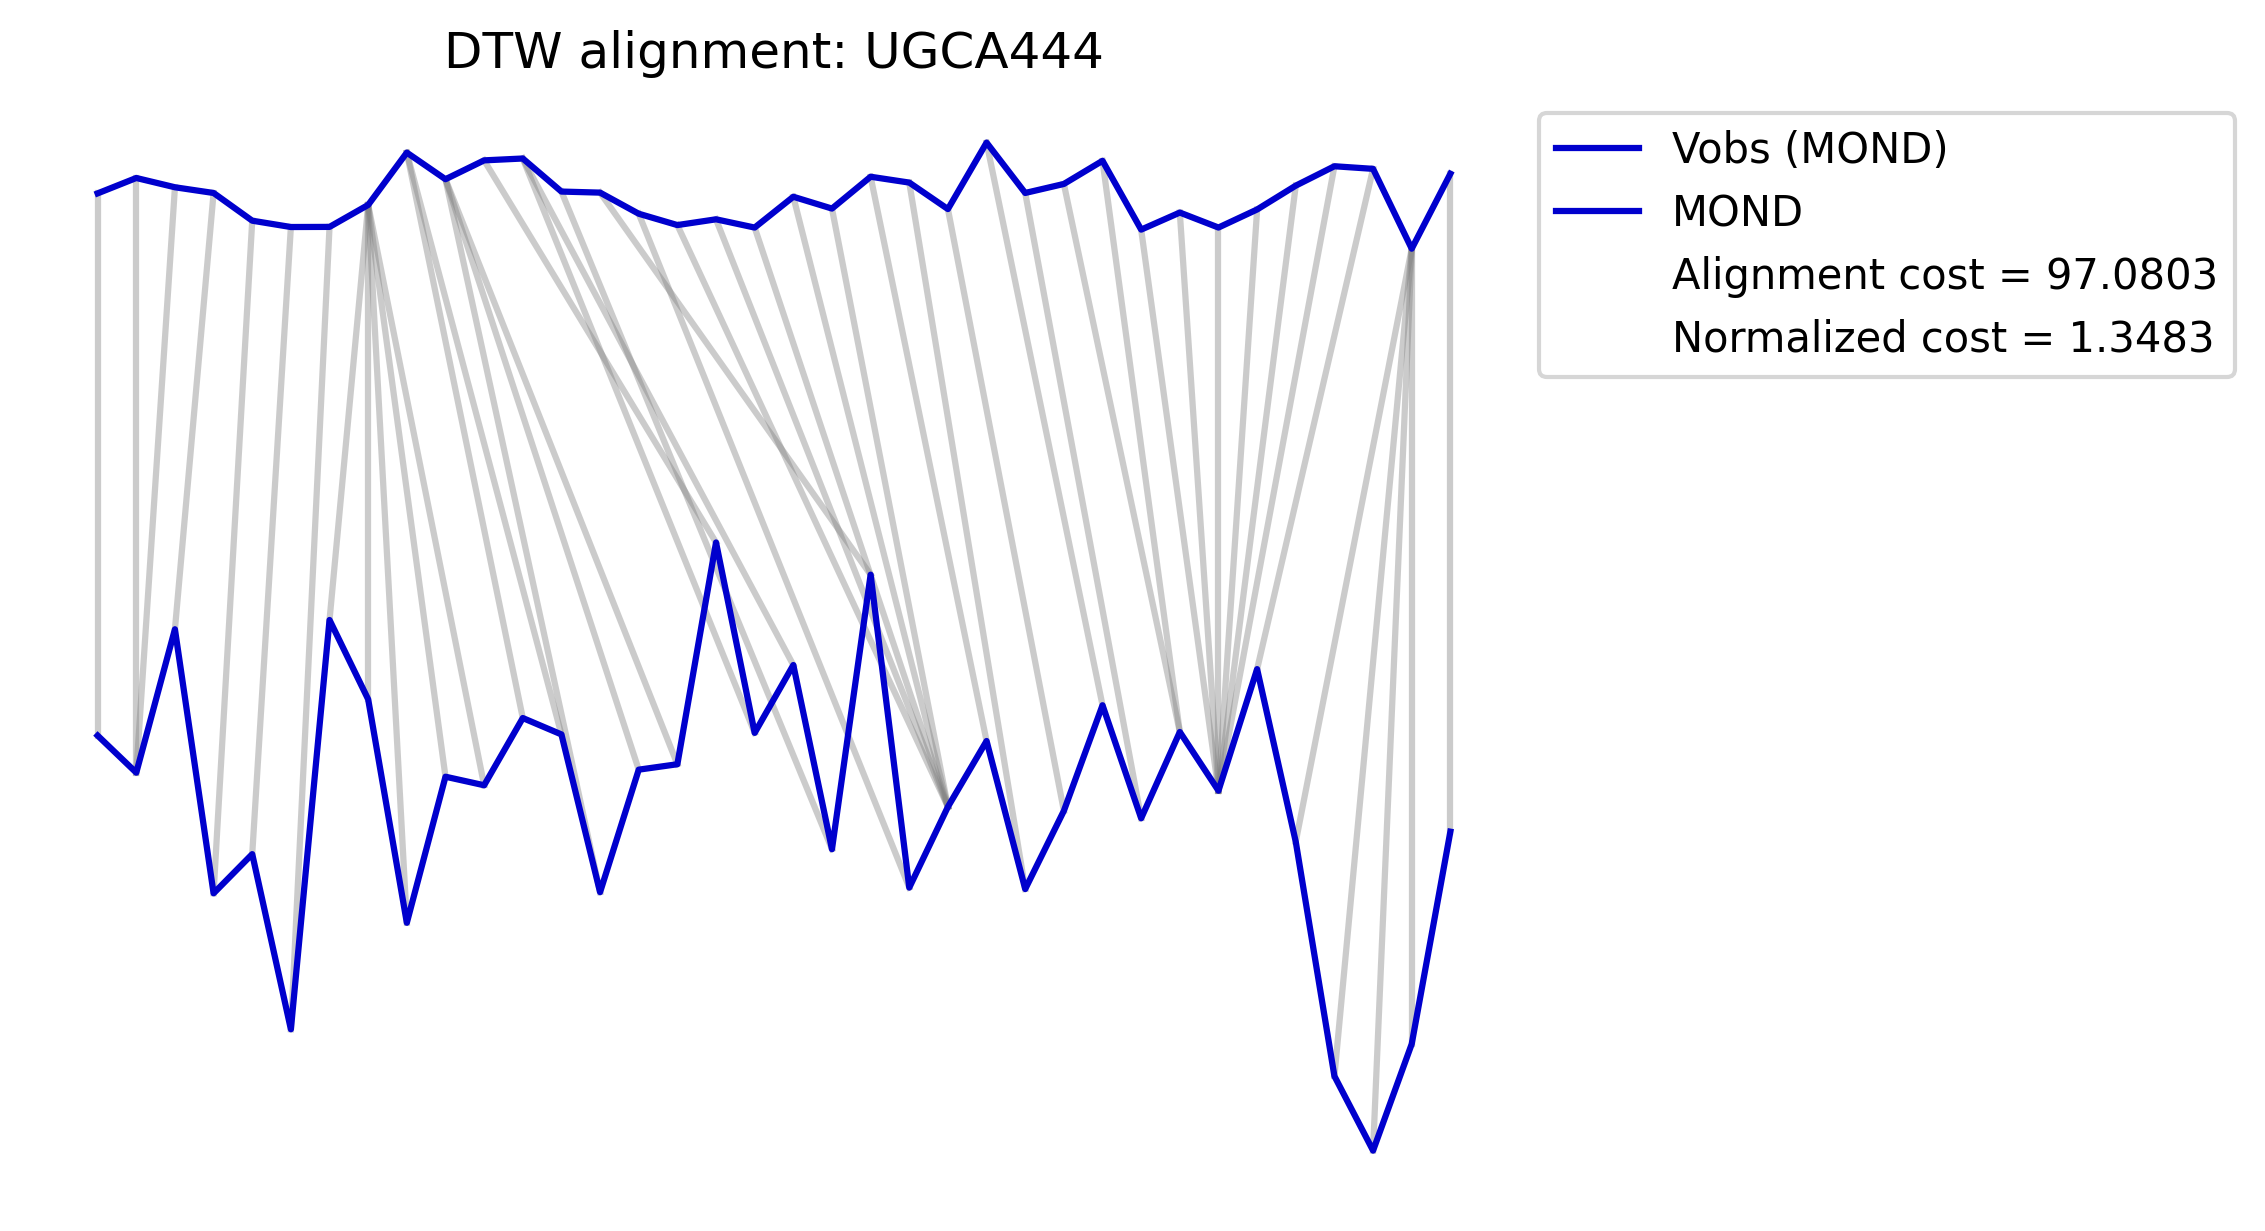 DTW alignment: UGCA444
Vobs (MOND)
MOND
Alignment cost = 97.0803
Normalized cost = 1.3483